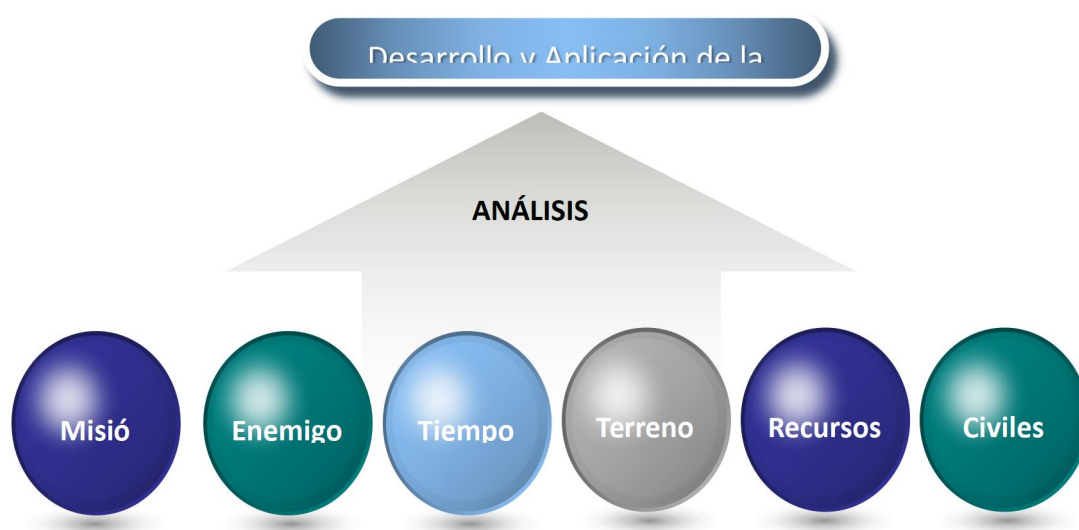 Desarrollo y Aplicación de la
ANÁLISIS
Misió
Enemigo
Tiempo
Terreno
Recursos
Civiles